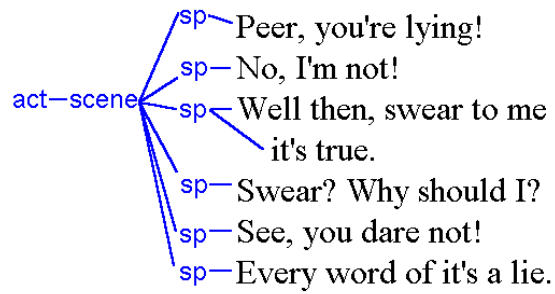 sp Peer, you're lying!
sp No, I'm not!
act scene sp Well then, swear to me
it's true.
sp Swear? Why should I?
sp See, you dare not!
sp Every word of it's a lie.